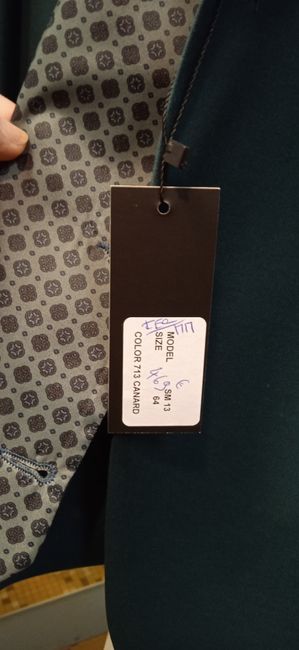 MODEL SM 13
SIZE 64
COLOR 713 CANARD